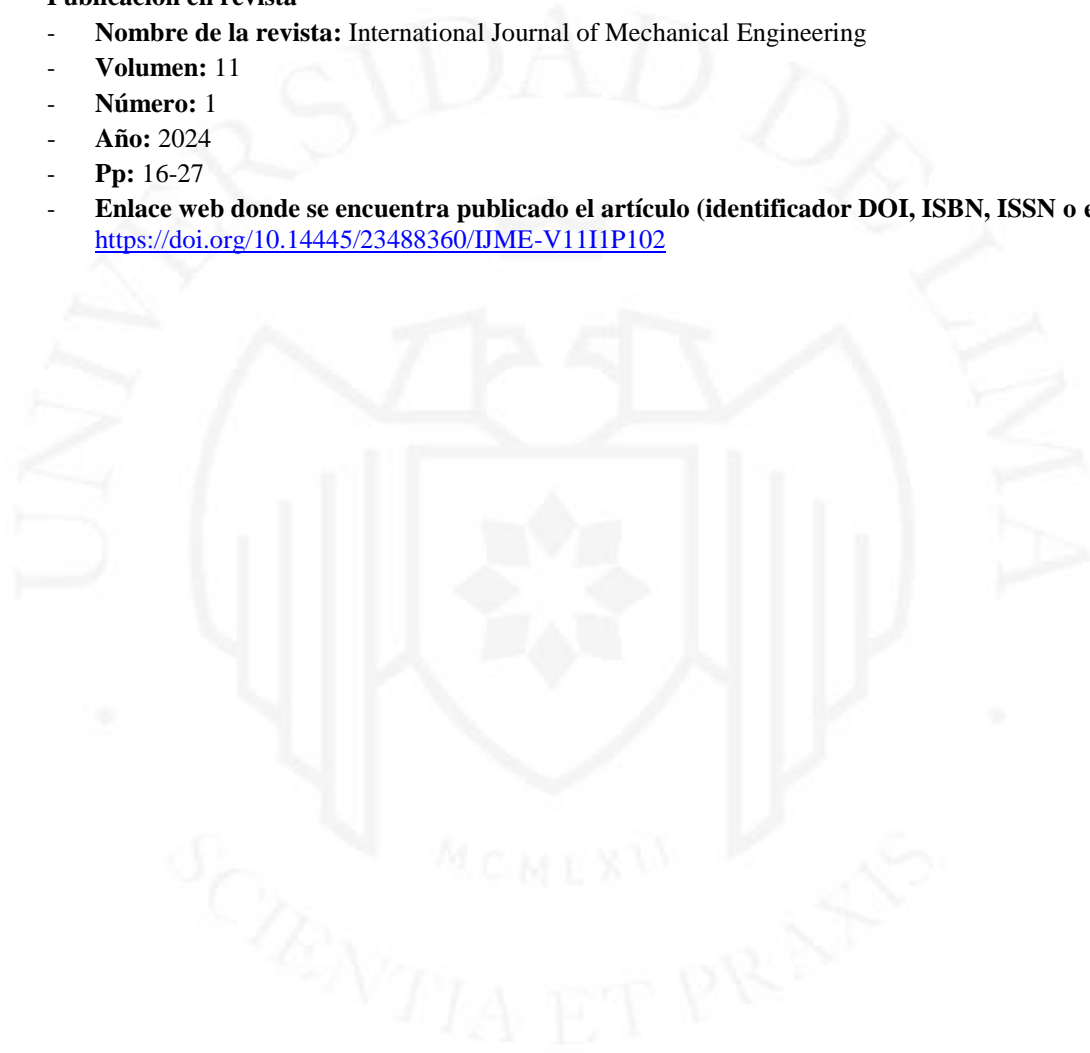 Publicación en revista
- Nombre de la revista: International Journal of Mechanical Engineering
- Volumen: 11
- Número: 1
- Año: 2024
- Pp: 16-27
- Enlace web donde se encuentra publicado el artículo (identificador DOI, ISBN, ISSN o
https://doi.org/10.14445/23488360/IJME-V11I1P102
UNIVERSIDAD DE LIMA
MCMLXII
SCIENTIA ET PRAXIS